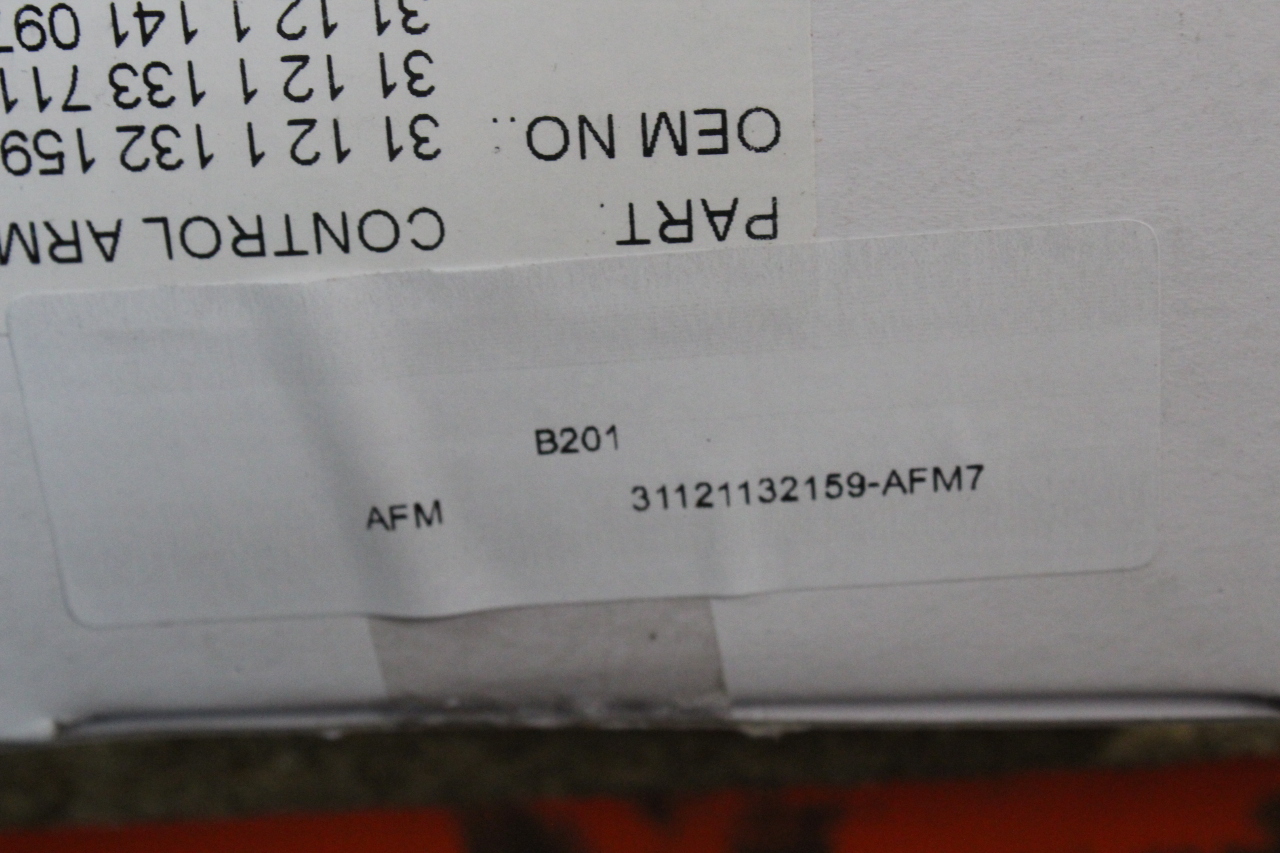 B201
AFM 31121132159-AFM7
PART. CONTROL ARM
OEM NO.: 31 12 1 132 159
31 12 1 133 711
31 12 1 141 097